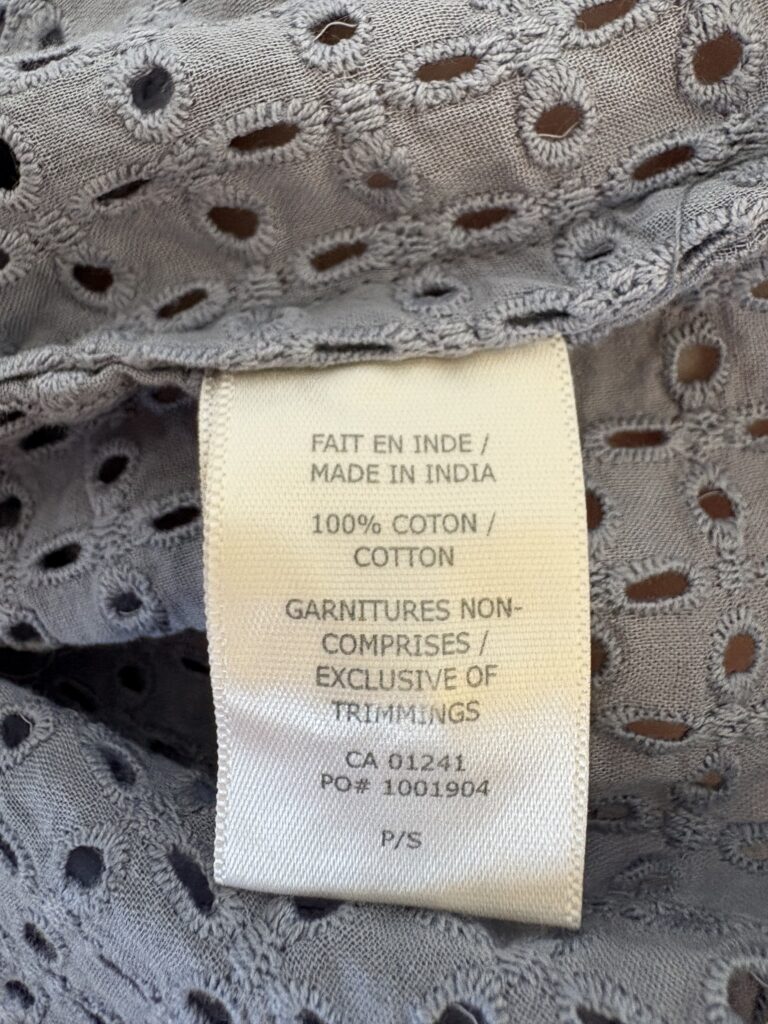 FAIT EN INDE /
MADE IN INDIA
100% COTON /
COTTON
GARNITURES NON-
COMPRISES /
EXCLUSIVE OF
TRIMMINGS
CA 01241
PO# 1001904
P/S